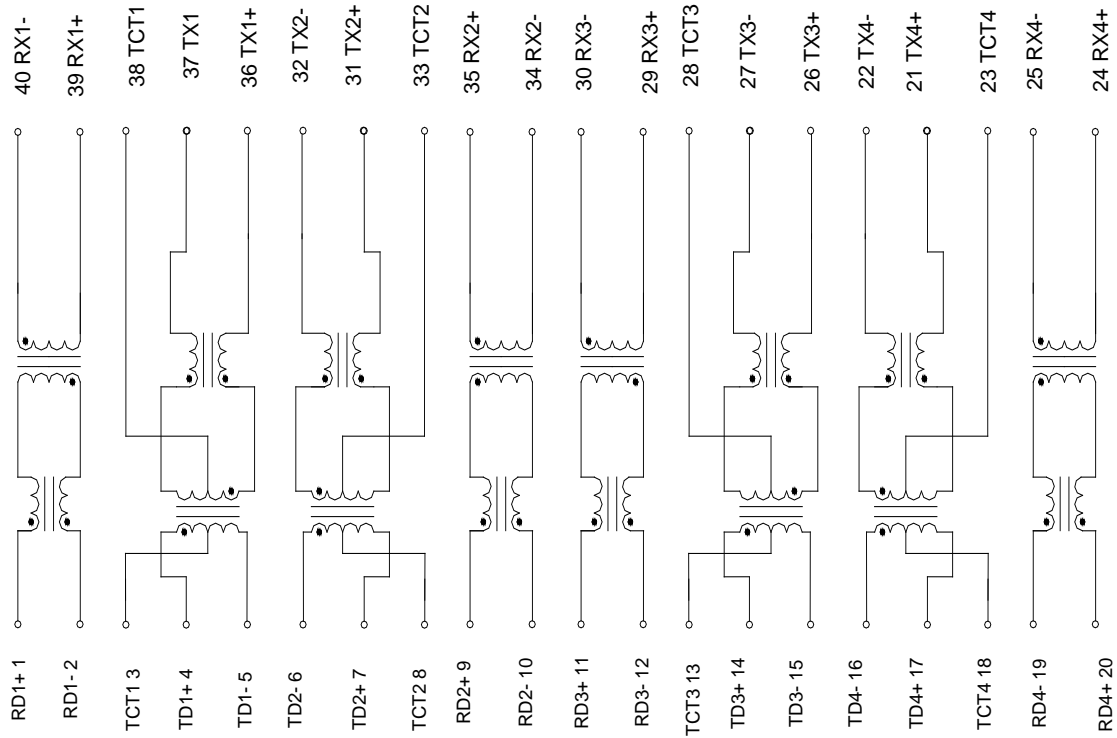 40 RX1-
39 RX1+
38 TCT1
37 TX1
36 TX1+
32 TX2-
31 TX2+
33 TCT2
35 RX2+
34 RX2-
30 RX3-
29 RX3+
28 TCT3
27 TX3-
26 TX3+
22 TX4-
21 TX4+
23 TCT4
25 RX4-
24 RX4+
RD1+ 1
RD1- 2
TCT1 3
TD1+ 4
TD1- 5
TD2- 6
TD2+ 7
TCT2 8
RD2+ 9
RD2- 10
RD3+ 11
RD3- 12
TCT3 13
TD3+ 14
TD3- 15
TD4- 16
TD4+ 17
TCT4 18
RD4- 19
RD4+ 20